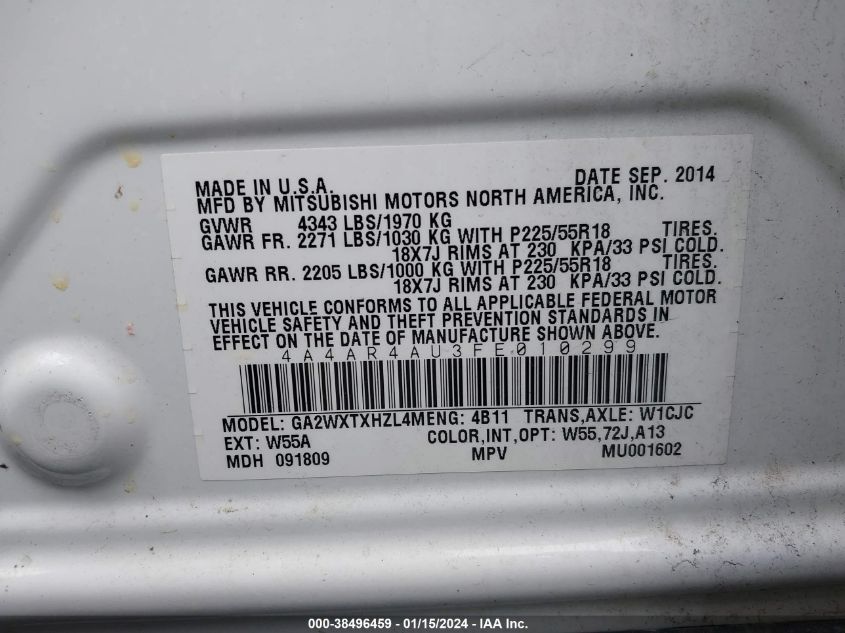 MADE IN U.S.A. DATE SEP. 2014
MFD BY MITSUBISHI MOTORS NORTH AMERICA, INC.
GVWR 4343 LBS/1970 KG
GAWR FR. 2271 LBS/1030 KG WITH P225/55R18 TIRES.
18X7J RIMS AT 230 KPA/33 PSI COLD.
GAWR RR. 2205 LBS/1000 KG WITH P225/55R18 TIRES.
18X7J RIMS AT 230 KPA/33 PSI COLD.
THIS VEHICLE CONFORMS TO ALL APPLICABLE FEDERAL MOTOR
VEHICLE SAFETY AND THEFT PREVENTION STANDARDS IN
EFFECT ON THE DATE OF MANUFACTURE SHOWN ABOVE.
4A4AR4AU3FE010299
MODEL: GA2WXTXHZL4MENG: 4B11 TRANS,AXLE: W1CJC
EXT: W55A COLOR,INT,OPT: W55,72J,A13
MDH 091809 MPV MU001602
000-38496459 - 01/15/2024 - IAA Inc.